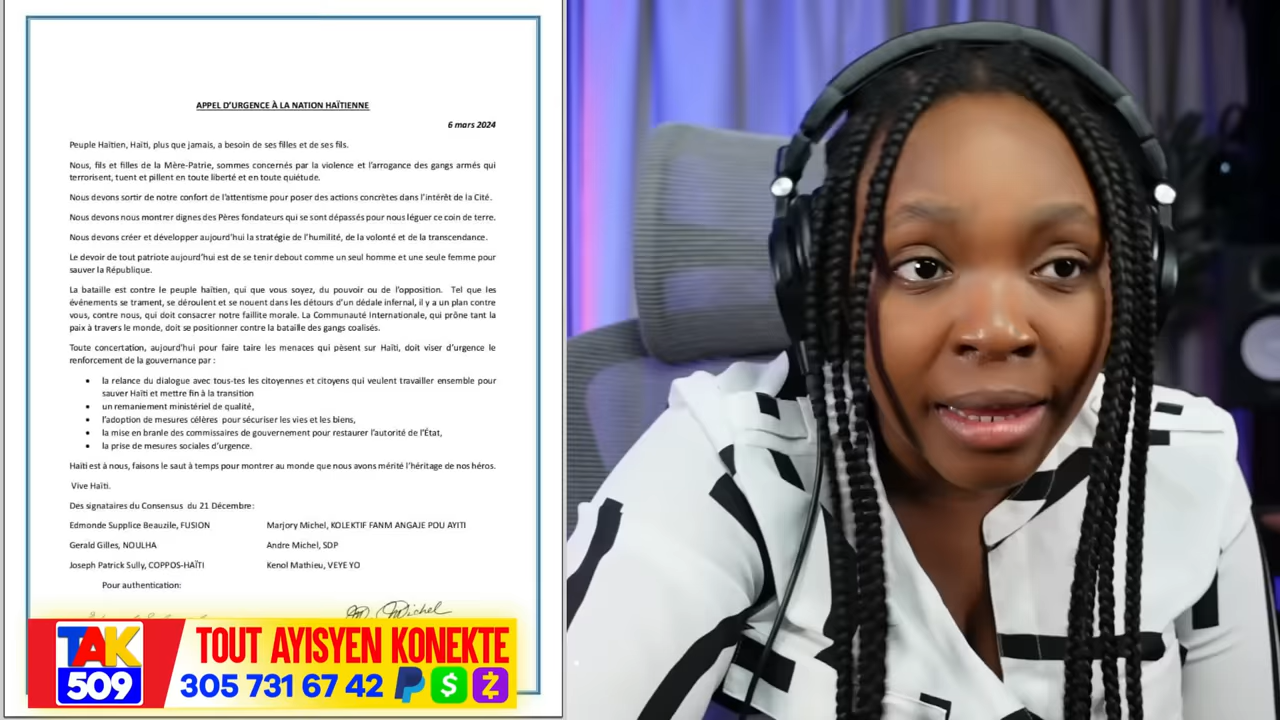 APPEL D'URGENCE À LA NATION HAÏTIENNE
6 mars 2024
Peuple Haïtien, Haïti, plus que jamais, a besoin de ses filles et de ses fils.
Nous, fils et filles de la Mère-Patrie, sommes concernés par la violence et l'arrogance des gangs armés qui
terrorisent, tuent et pillent en toute liberté et en toute quiétude.
Nous devons sortir de notre confort de l'attentisme pour poser des actions concrètes dans l'intérêt de la Cité.
Nous devons nous montrer dignes des Pères fondateurs qui se sont dépassés pour nous léguer ce coin de terre.
Nous devons créer et développer aujourd'hui la stratégie de l'humilité, de la volonté et de la transcendance.
Le devoir de tout patriote aujourd'hui est de se tenir debout comme un seul homme et une seule femme pour
sauver la République.
La bataille est contre le peuple haïtien, qui que vous soyez, du pouvoir ou de l'opposition. Tel que les
événements se trament, se déroulent et se nouent dans les détours d'un dédale infernal, il y a un plan contre
vous, contre nous, qui doit consacrer notre faillite morale. La Communauté Internationale, qui prône tant la
paix à travers le monde, doit se positionner contre la bataille des gangs coalisés.
Toute concertation, aujourd'hui pour faire taire les menaces qui pèsent sur Haïti, doit viser d'urgence le
renforcement de la gouvernance par :
• la relance du dialogue avec tous-tes les citoyennes et citoyens qui veulent travailler ensemble pour
sauver Haïti et mettre fin à la transition
• un remaniement ministériel de qualité,
• l'adoption de mesures célères pour sécuriser les vies et les biens,
• la mise en branle des commissaires de gouvernement pour restaurer l'autorité de l'État,
• la prise de mesures sociales d'urgence.
Haïti est à nous, faisons le saut à temps pour montrer au monde que nous avons mérité l'héritage de nos héros.
Vive Haïti.
Des signataires du Consensus du 21 Décembre:
Edmonde Supplice Beauzile, FUSION
Marjory Michel, KOLEKTIF FANM ANGAJE POU AYITI
Gerald Gilles, NOULHA
Andre Michel, SDP
Joseph Patrick Sully, COPPOS-HAÏTI
Kenol Mathieu, VEYE YO
Pour authentication:
Michel
TAK
509
TOUT AYISYEN KONEKTE
305 731 67 42